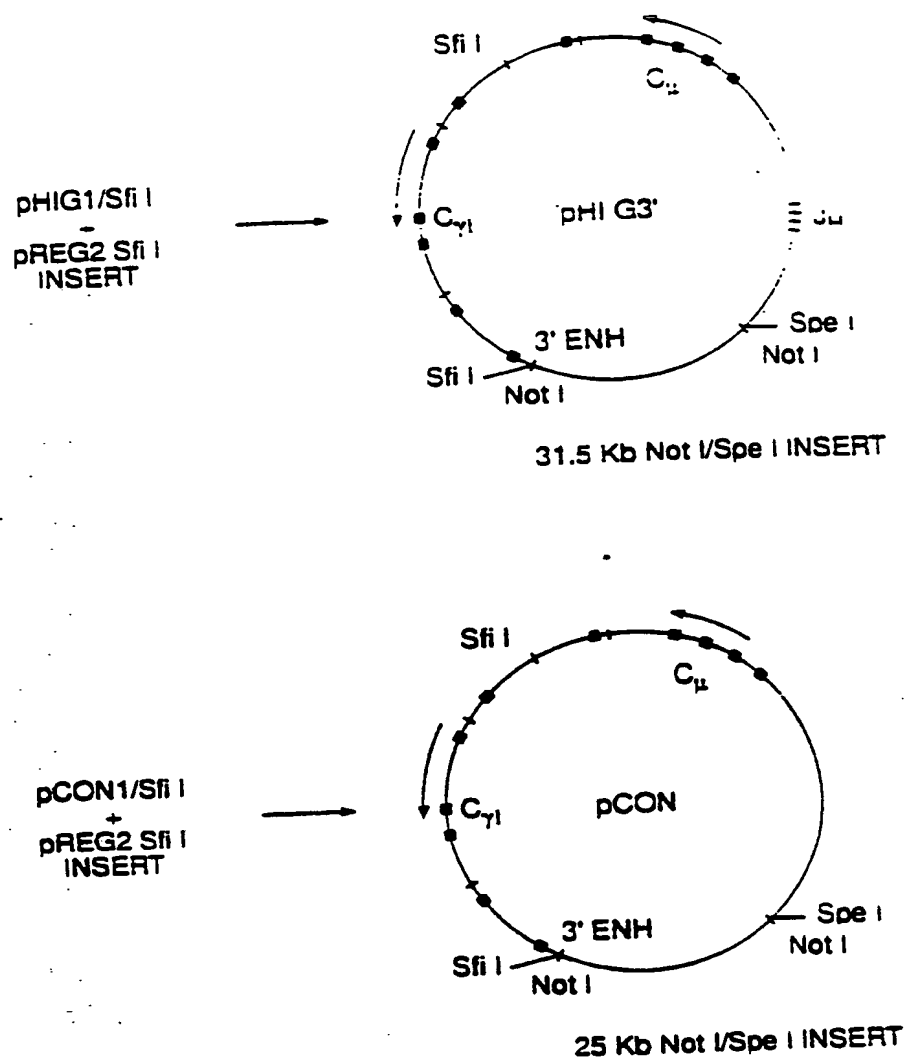 Sfi I
Cμ
pHIG1/Sfi I
+
pREG2 Sfi I
INSERT
Cγ1
pHI G3'
3' ENH
Spe I
Not I
Sfi I
Not I
31.5 Kb Not I/Spe I INSERT
Sfi I
Cμ
pCON1/Sfi I
+
pREG2 Sfi I
INSERT
Cγ1
pCON
3' ENH
Spe I
Not I
Sfi I
Not I
25 Kb Not I/Spe I INSERT